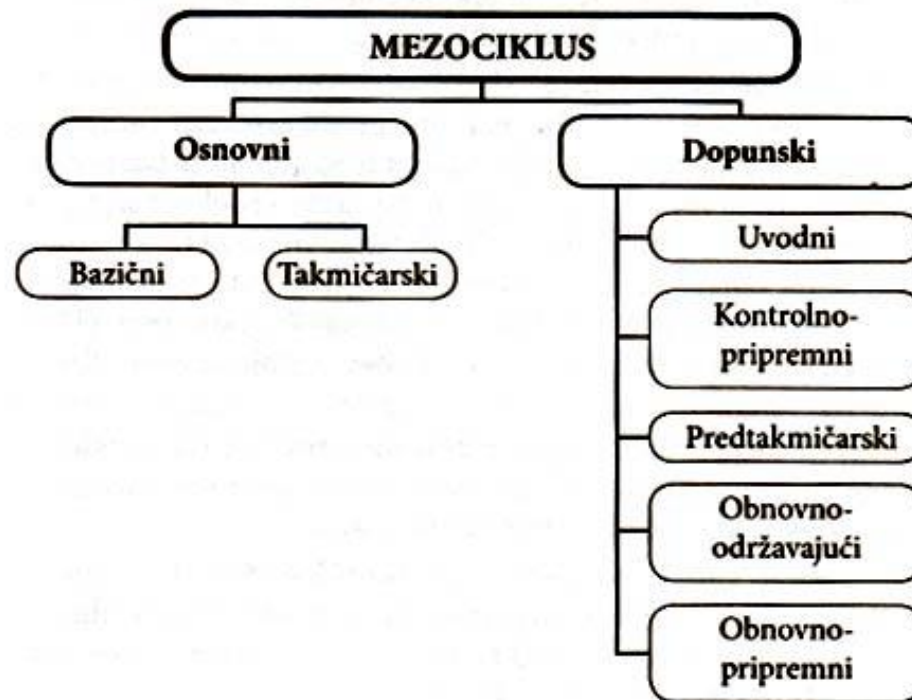 MEZOCIKLUS
Osnovni
Dopunski
Bazični
Takmičarski
Uvodni
Kontrolno-
pripremni
Predtakmičarski
Obnovno-
održavajući
Obnovno-
pripremni